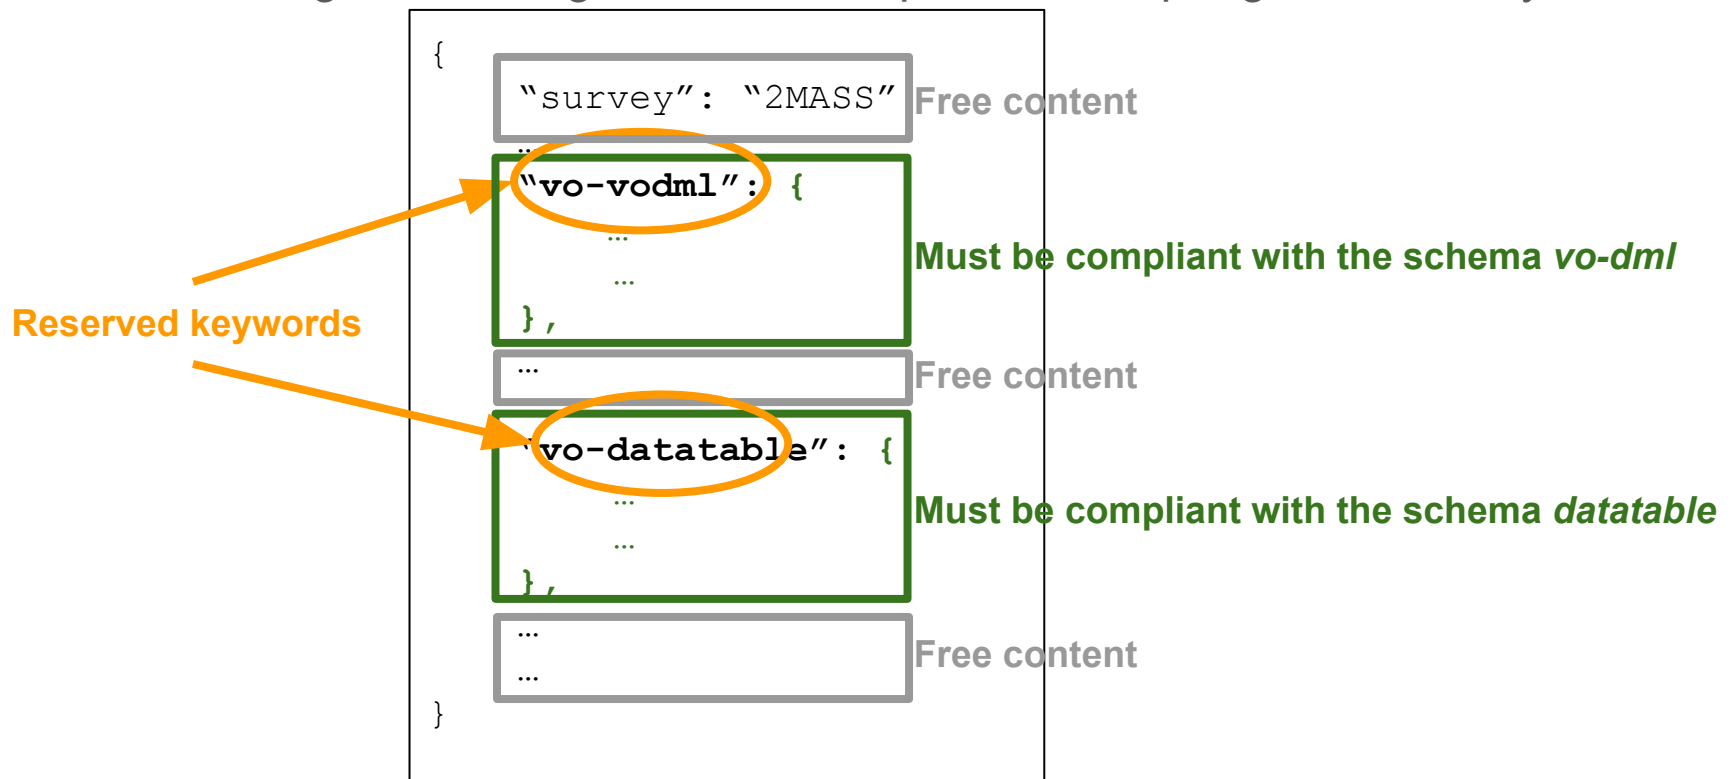 {
“survey”: “2MASS”
Free content
…
“vo-vodml”: {
…
Must be compliant with the schema vo-dml
…
},
Reserved keywords
…
Free content
“vo-datatable”: {
…
Must be compliant with the schema datatable
…
},
…
Free content
…
}